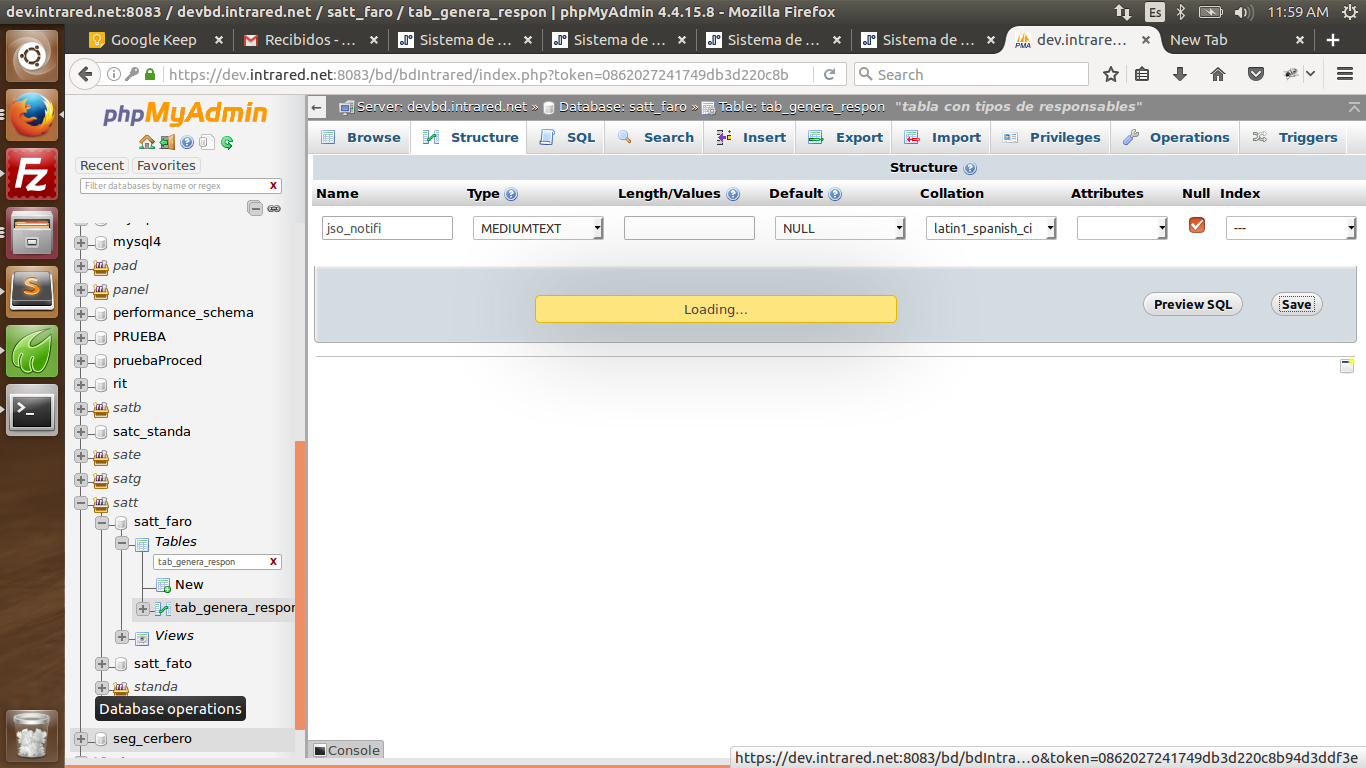 dev.intrared.net:8083 / devbd.intrared.net / satt_faro / tab_genera_respon | phpMyAdmin 4.4.15.8 - Mozilla Firefox
Es
11:59 AM
Google Keep
Recibidos - ...
Sistema de ...
Sistema de ...
Sistema de ...
Sistema de ...
dev.intrare...
New Tab
https://dev.intrared.net:8083/bd/bdIntrared/index.php?token=0862027241749db3d220c8b
Search
phpMyAdmin
Recent
Favorites
Filter databases by name or regex
X
mysql4
pad
panel
performance_schema
PRUEBA
pruebaProced
rit
satb
satc_standa
sate
satg
satt
satt_faro
Tables
tab_genera_respon
X
New
tab_genera_respon
Views
satt_fato
standa
Database operations
seg_cerbero
Server: devbd.intrared.net » Database: satt_faro » Table: tab_genera_respon "tabla con tipos de responsables"
Browse
Structure
SQL
Search
Insert
Export
Import
Privileges
Operations
Triggers
Structure
Name Type Length/Values Default Collation Attributes Null Index
jso_notifi MEDIUMTEXT NULL latin1_spanish_ci ---
Loading...
Preview SQL
Save
Console
https://dev.intrared.net:8083/bd/bdIntra...o&token=0862027241749db3d220c8b94d3ddf3e